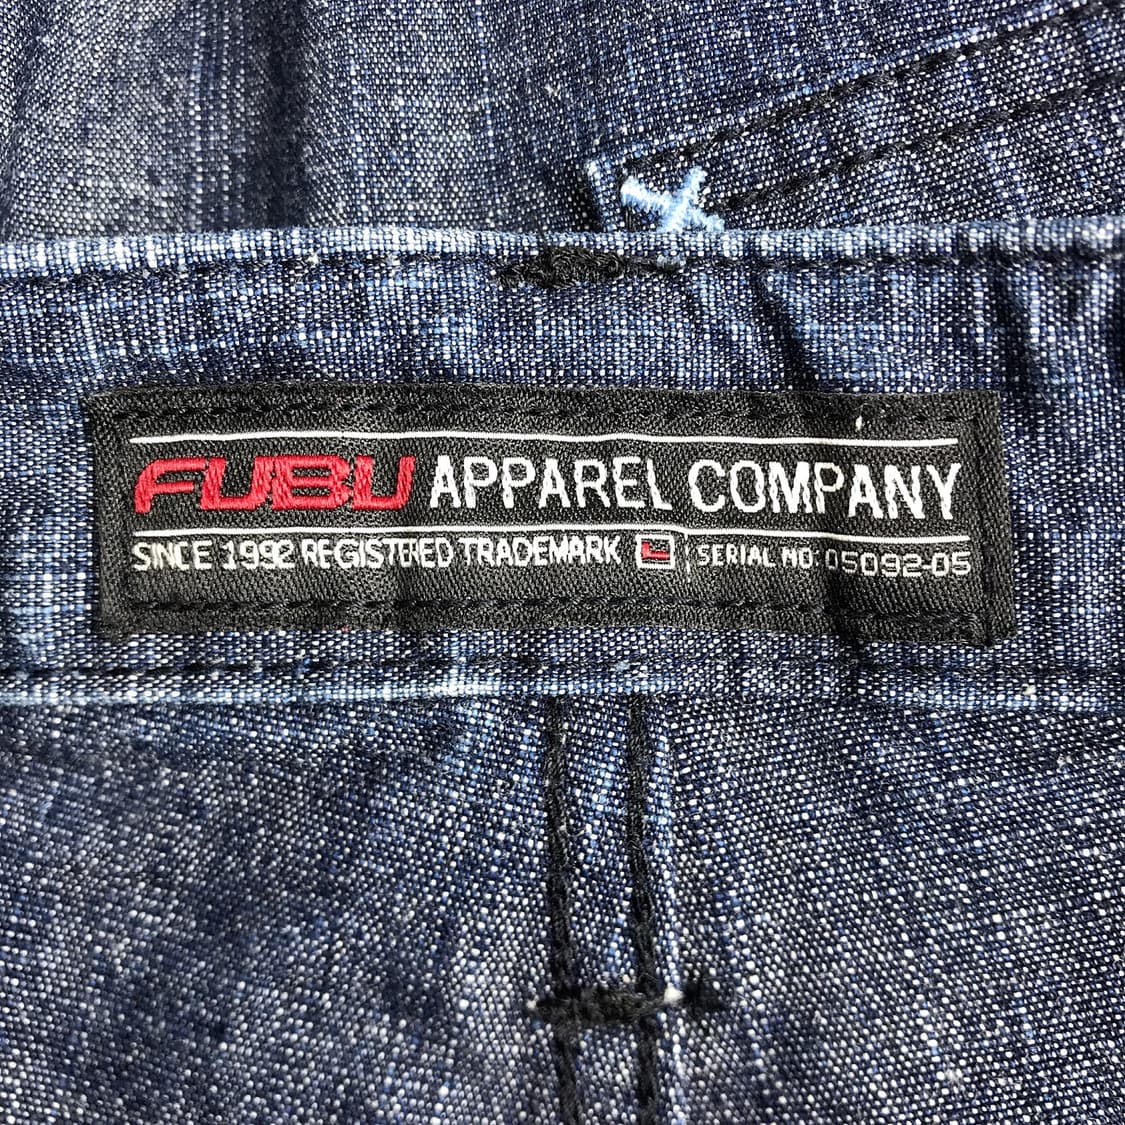 FUBU APPAREL COMPANY
SINCE 1992 REGISTERED TRADEMARK SERIAL NO: 05092-05